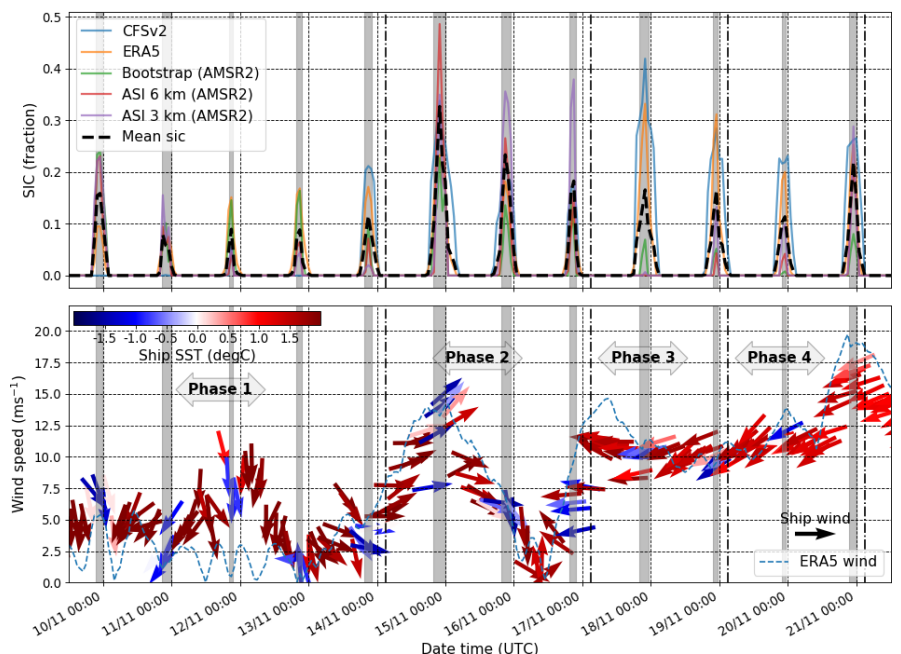 0.5
0.4
0.3
0.2
0.1
0.0
SIC (fraction)
CFSv2
ERA5
Bootstrap (AMSR2)
ASI 6 km (AMSR2)
ASI 3 km (AMSR2)
Mean sic
20.0
17.5
15.0
12.5
10.0
7.5
5.0
2.5
0.0
Wind speed (ms⁻¹)
-1.5 -1.0 -0.5 0.0 0.5 1.0 1.5
Ship SST (degC)
Phase 1
Phase 2
Phase 3
Phase 4
Ship wind
ERA5 wind
10/11 00:00
11/11 00:00
12/11 00:00
13/11 00:00
14/11 00:00
15/11 00:00
16/11 00:00
17/11 00:00
18/11 00:00
19/11 00:00
20/11 00:00
21/11 00:00
Date time (UTC)